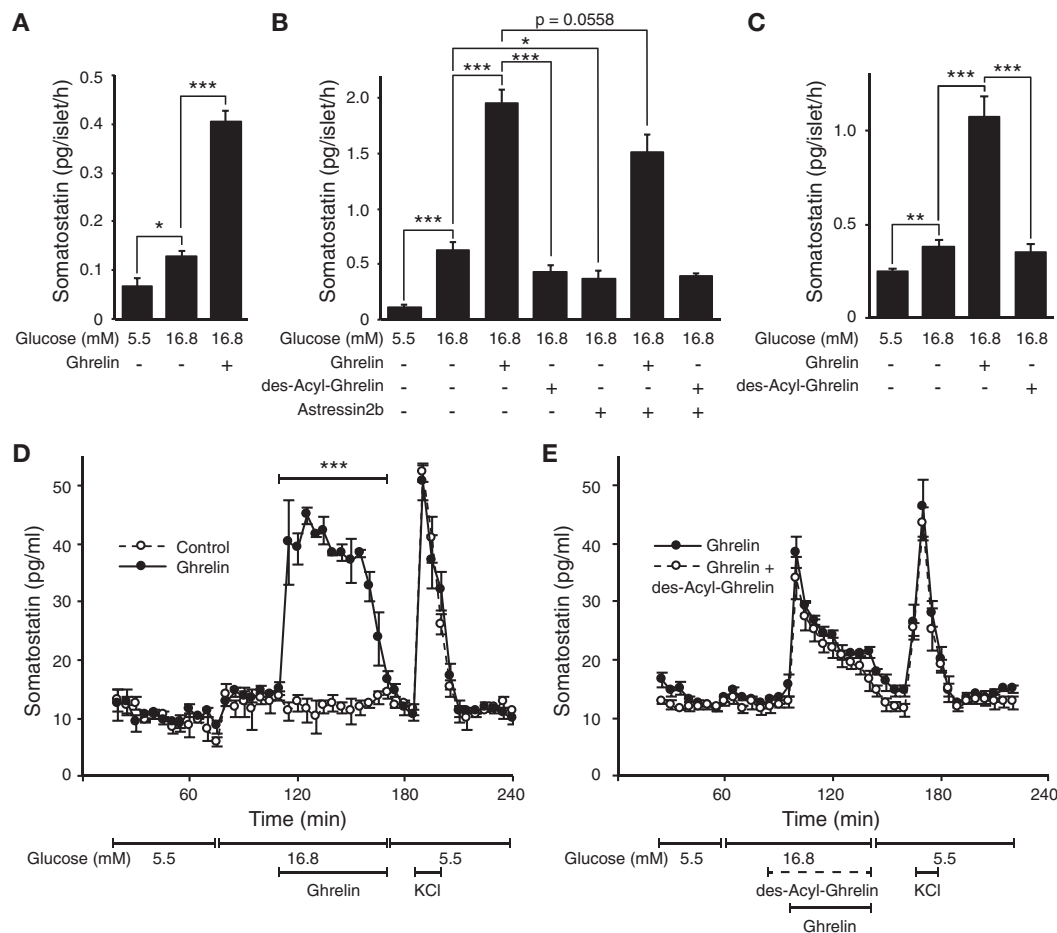 A
Somatostatin (pg/islet/h)
0.5
0.4
0.3
0.2
0.1
0
*
***
Glucose (mM) 5.5 16.8 16.8
Ghrelin - - +
B
Somatostatin (pg/islet/h)
2.0
1.5
1.0
0.5
0
p = 0.0558
*
*** ***
***
Glucose (mM) 5.5 16.8 16.8 16.8 16.8 16.8 16.8
Ghrelin - - + - - + -
des-Acyl-Ghrelin - - - + - - +
Astressin2b - - - - + + +
C
Somatostatin (pg/islet/h)
1.0
0.5
0
*** ***
**
Glucose (mM) 5.5 16.8 16.8 16.8
Ghrelin - - + -
des-Acyl-Ghrelin - - - +
D
Somatostatin (pg/ml)
50
40
30
20
10
0
***
Control
Ghrelin
60 120 180 240
Time (min)
Glucose (mM) 5.5 16.8 5.5
Ghrelin KCl
E
Somatostatin (pg/ml)
50
40
30
20
10
0
Ghrelin
Ghrelin +
des-Acyl-Ghrelin
60 120 180 240
Time (min)
Glucose (mM) 5.5 16.8 5.5
des-Acyl-Ghrelin KCl
Ghrelin